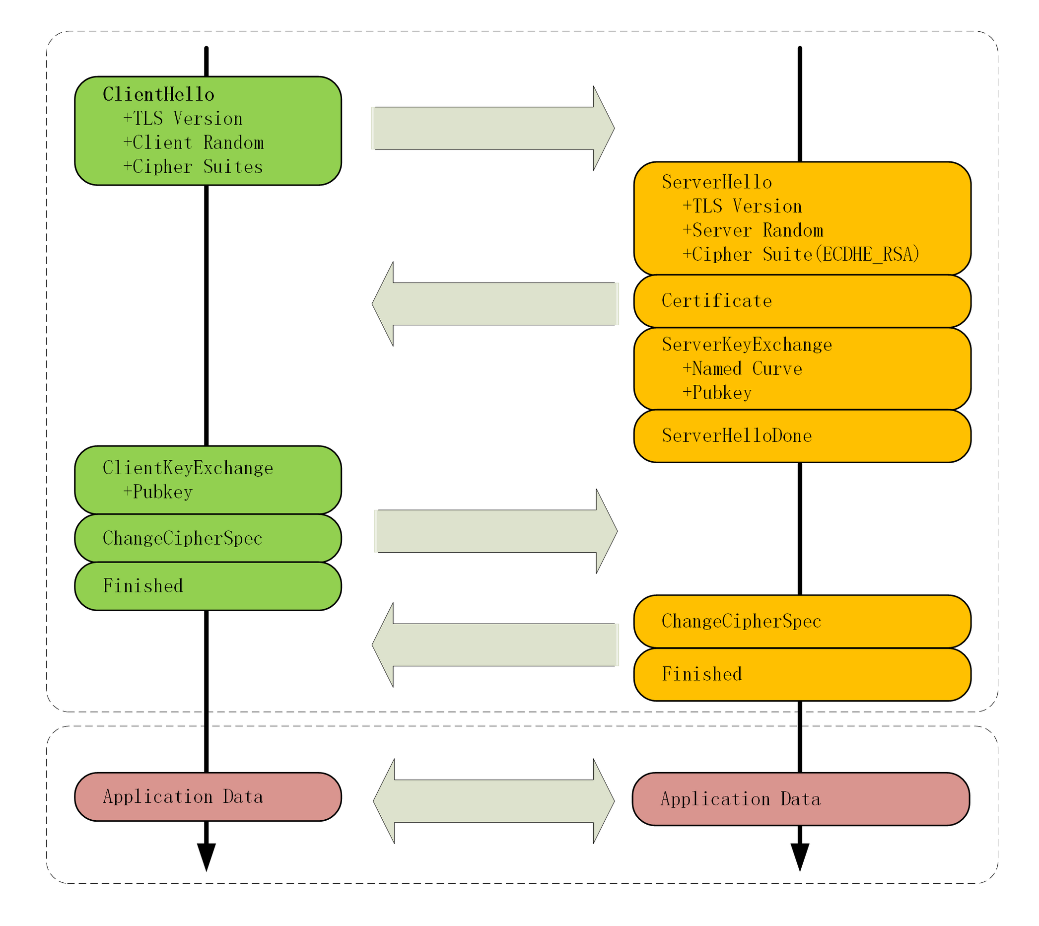 ClientHello
+TLS Version
+Client Random
+Cipher Suites
ServerHello
+TLS Version
+Server Random
+Cipher Suite(ECDHE_RSA)
Certificate
ServerKeyExchange
+Named Curve
+Pubkey
ServerHelloDone
ClientKeyExchange
+Pubkey
ChangeCipherSpec
Finished
ChangeCipherSpec
Finished
Application Data
Application Data